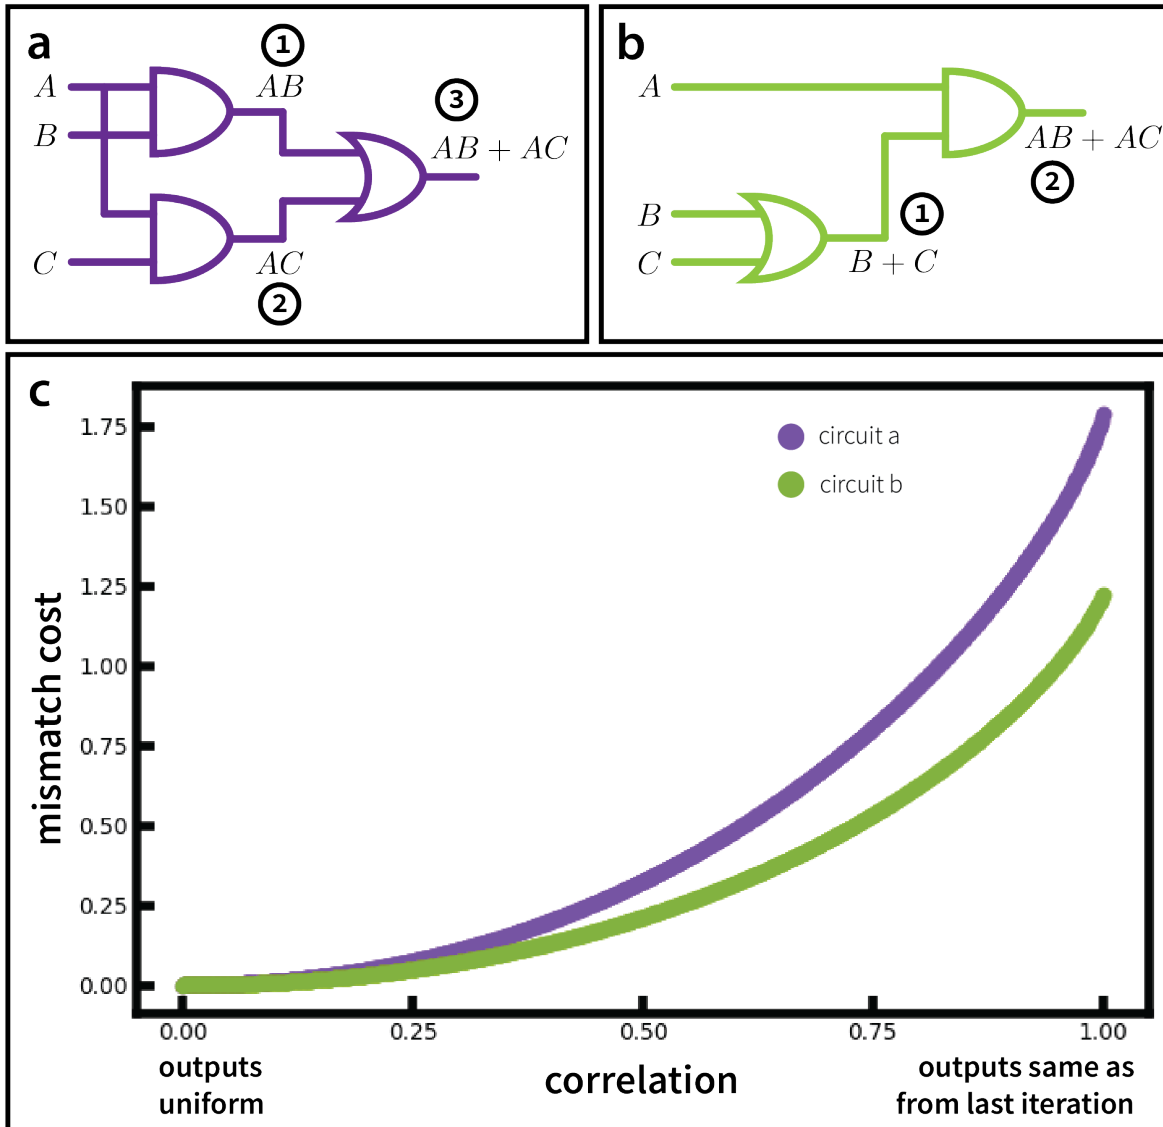 a
①
A
AB
B
③
AB + AC
C
AC
②
b
A
AB + AC
②
B
①
C
B + C
c
1.75
1.50
1.25
1.00
0.75
0.50
0.25
0.00
mismatch cost
circuit a
circuit b
0.00 0.25 0.50 0.75 1.00
outputs
uniform
correlation
outputs same as
from last iteration